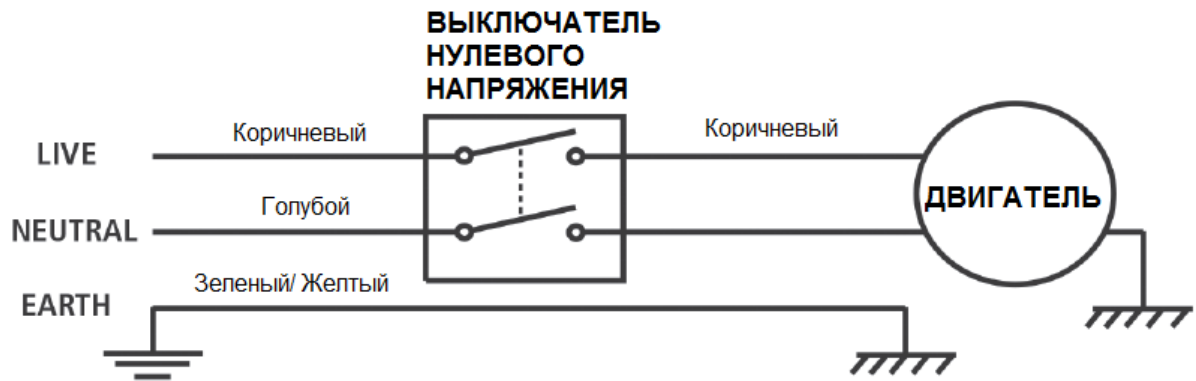 ВЫКЛЮЧАТЕЛЬ
НУЛЕВОГО
НАПРЯЖЕНИЯ
Коричневый
Коричневый
LIVE
ДВИГАТЕЛЬ
Голубой
NEUTRAL
Зеленый/ Желтый
EARTH